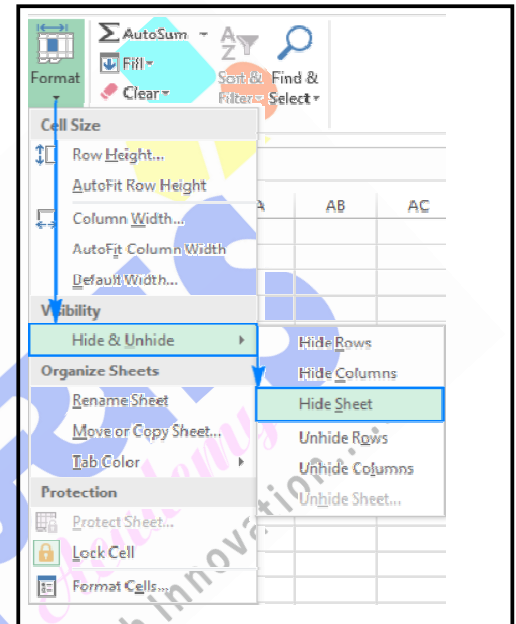 AutoSum
Fill
Clear
Format
Sort & Filter
Find & Select
Cell Size
Row Height...
AutoFit Row Height
Column Width...
AutoFit Column Width
Default Width...
Visibility
Hide & Unhide
Organize Sheets
Rename Sheet
Move or Copy Sheet...
Tab Color
Protection
Protect Sheet...
Lock Cell
Format Cells...
AB
AC
Hide Rows
Hide Columns
Hide Sheet
Unhide Rows
Unhide Columns
Unhide Sheet...
Academy
innovation ...